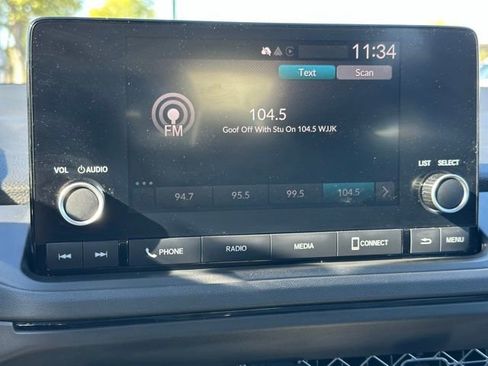 11:34
Text Scan
FM
104.5
Goof Off With Stu On 104.5 WJJK
VOL AUDIO
LIST SELECT
94.7 95.5 99.5 104.5
PHONE RADIO MEDIA CONNECT MENU